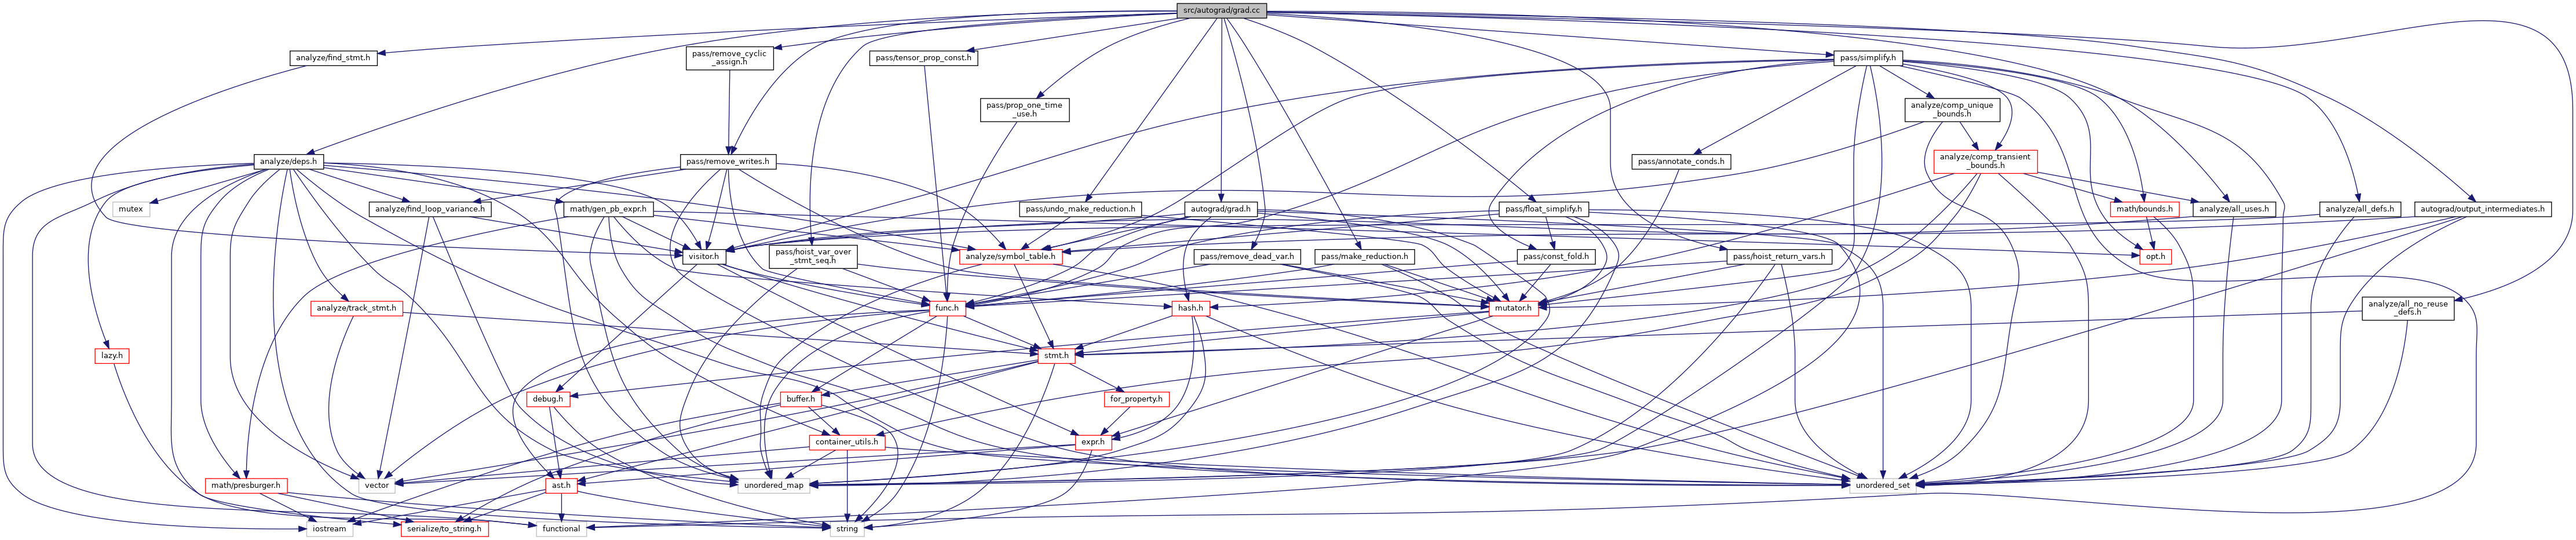 src/autograd/grad.cc
analyze/find_stmt.h
pass/remove_cyclic
_assign.h
pass/tensor_prop_const.h
pass/simplify.h
pass/prop_one_time
_use.h
analyze/comp_unique
_bounds.h
analyze/deps.h
pass/remove_writes.h
pass/annotate_conds.h
analyze/comp_transient
_bounds.h
mutex
analyze/find_loop_variance.h
math/gen_pb_expr.h
pass/undo_make_reduction.h
autograd/grad.h
pass/float_simplify.h
math/bounds.h
analyze/all_uses.h
analyze/all_defs.h
autograd/output_intermediates.h
visitor.h
pass/hoist_var_over
_stmt_seq.h
analyze/symbol_table.h
pass/remove_dead_var.h
pass/make_reduction.h
pass/const_fold.h
pass/hoist_return_vars.h
opt.h
analyze/track_stmt.h
func.h
hash.h
mutator.h
analyze/all_no_reuse
_defs.h
lazy.h
stmt.h
debug.h
buffer.h
for_property.h
container_utils.h
expr.h
math/presburger.h
vector
ast.h
unordered_map
unordered_set
iostream
serialize/to_string.h
functional
string